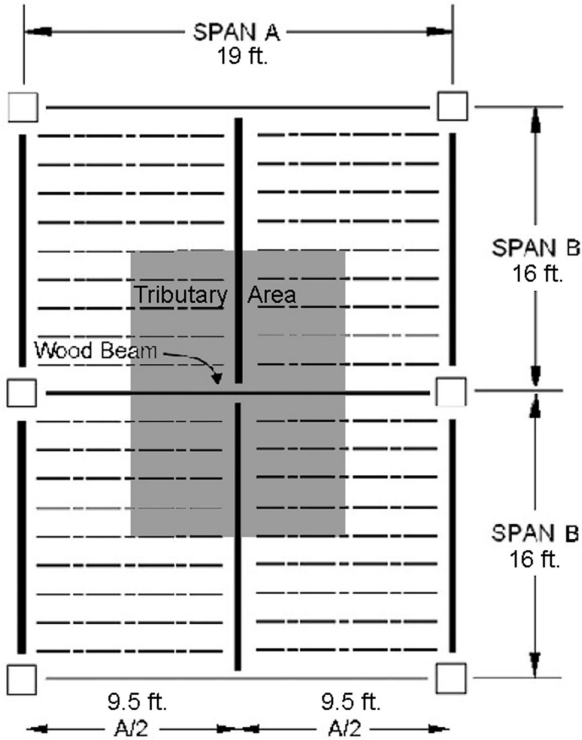 SPAN A
19 ft.
SPAN B
16 ft.
Tributary Area
Wood Beam
SPAN B
16 ft.
9.5 ft. 9.5 ft.
A/2 A/2